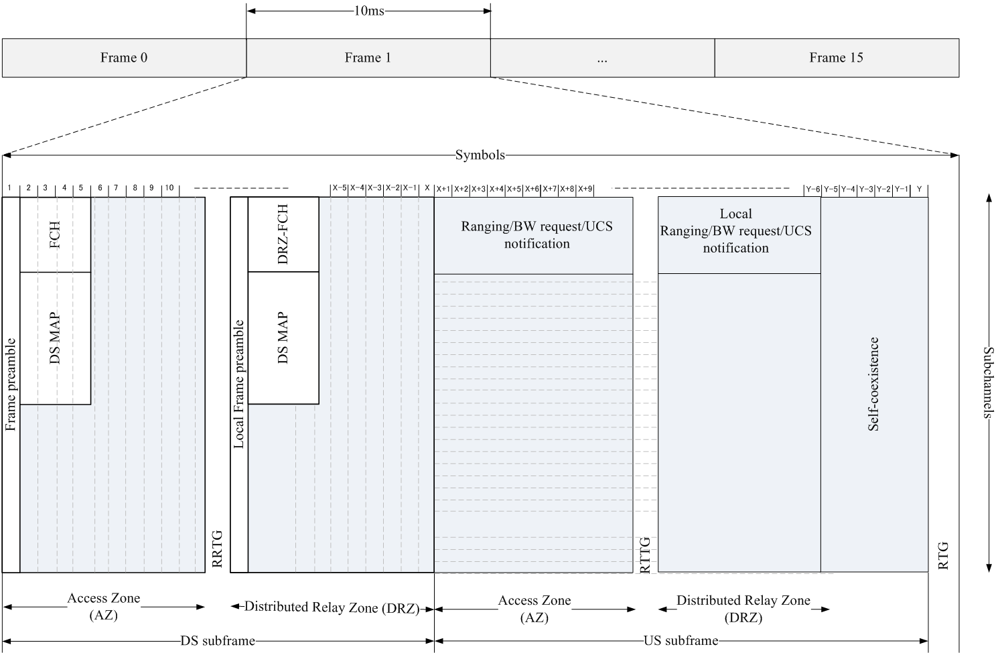 10ms
Frame 0
Frame 1
...
Frame 15
Symbols
1 2 3 4 5 6 7 8 9 10 X-5 X-4 X-3 X-2 X-1 X X+1 X+2 X+3 X+4 X+5 X+6 X+7 X+8 X+9 Y-6 Y-5 Y-4 Y-3 Y-2 Y-1 Y
Frame preamble
FCH
DS MAP
RRTG
Local Frame preamble
DRZ-FCH
DS MAP
Ranging/BW request/UCS
notification
RTTG
Local
Ranging/BW request/UCS
notification
Self-coexistence
RTG
Subchannels
Access Zone
(AZ)
Distributed Relay Zone (DRZ)
Access Zone
(AZ)
Distributed Relay Zone
(DRZ)
DS subframe
US subframe